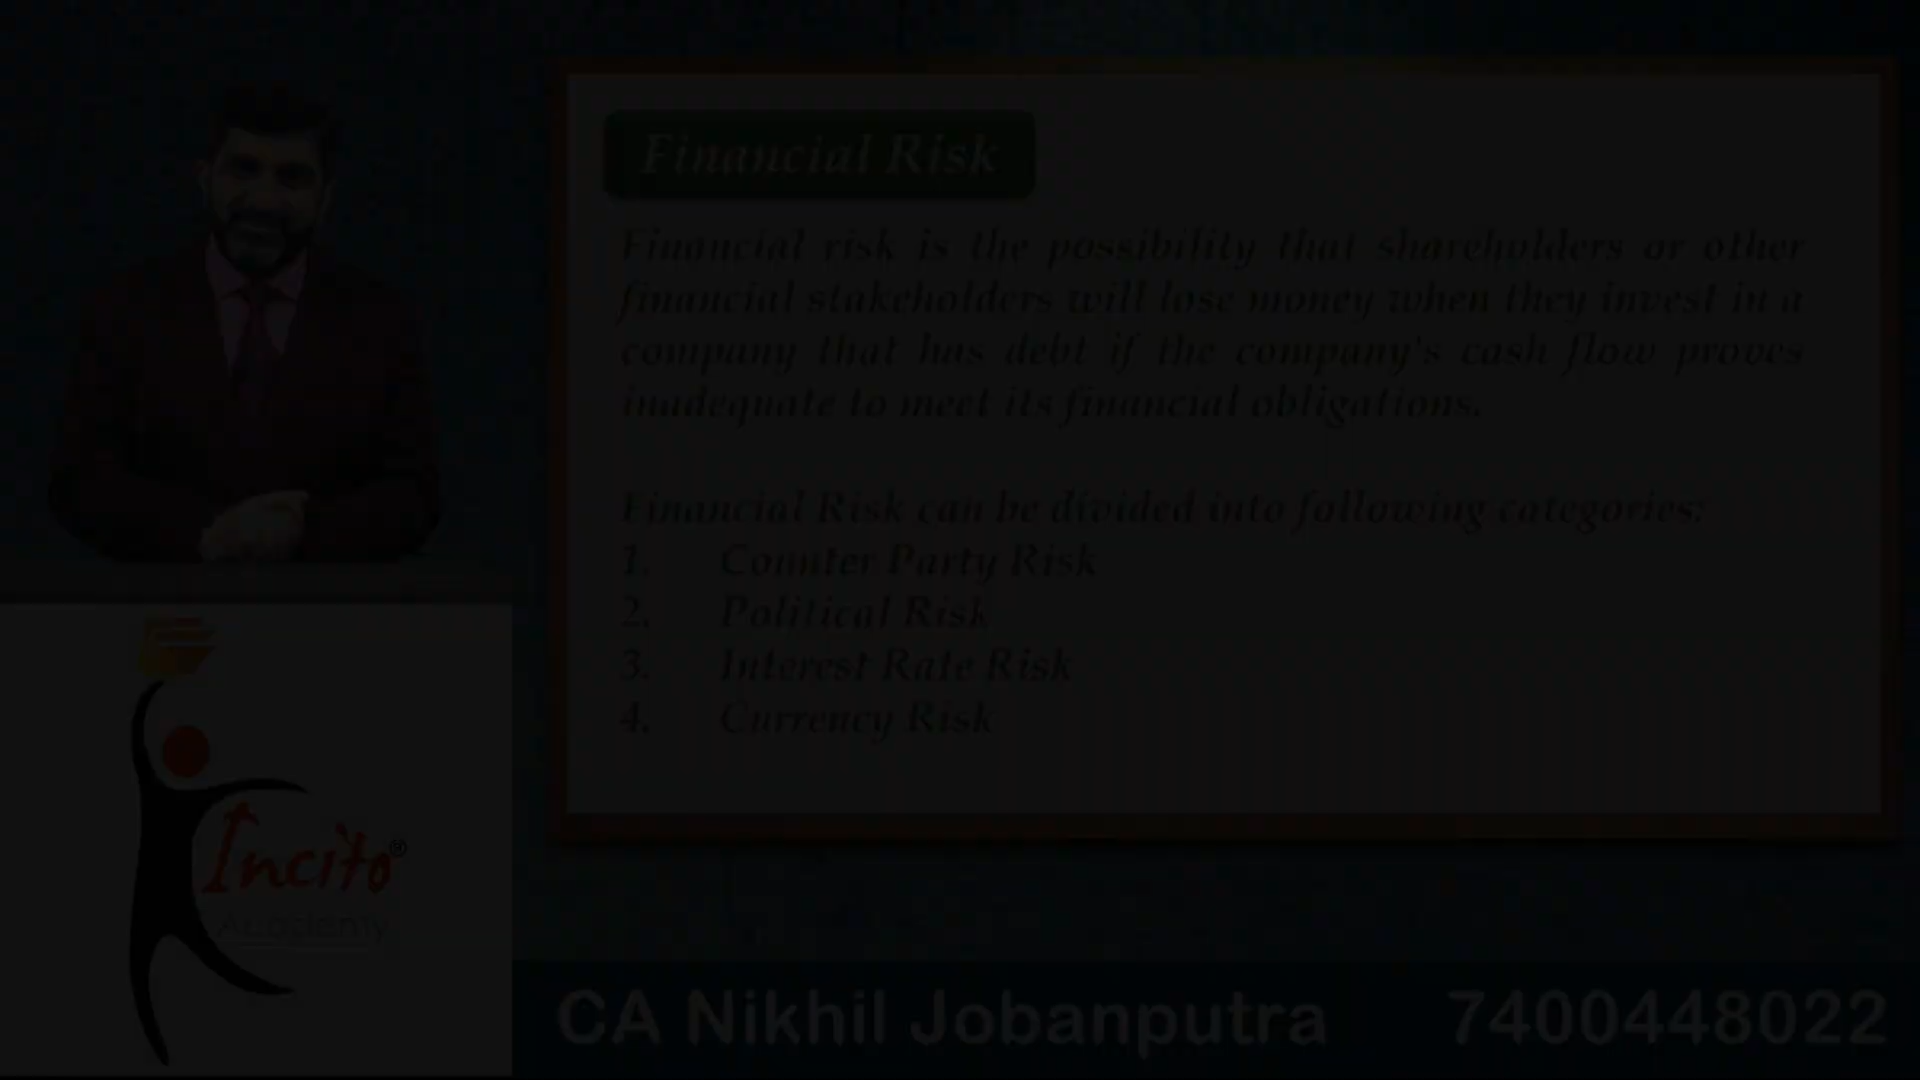 Financial Risk
Financial risk is the possibility that shareholders or other
financial stakeholders will lose money when they invest in a
company that has debt if the company's cash flow proves
inadequate to meet its financial obligations.
Financial Risk can be divided into following categories:
1. Counter Party Risk
2. Political Risk
3. Interest Rate Risk
4. Currency Risk
Incito®
Academy
CA Nikhil Jobanputra 7400448022